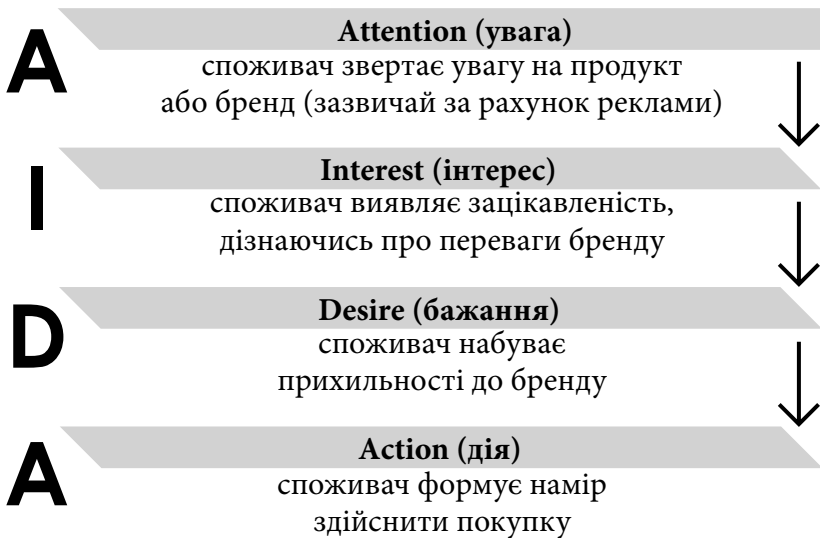 A
Attention (увага)
споживач звертає увагу на продукт
або бренд (зазвичай за рахунок реклами)
I
Interest (інтерес)
споживач виявляє зацікавленість,
дізнаючись про переваги бренду
D
Desire (бажання)
споживач набуває
прихильності до бренду
A
Action (дія)
споживач формує намір
здійснити покупку